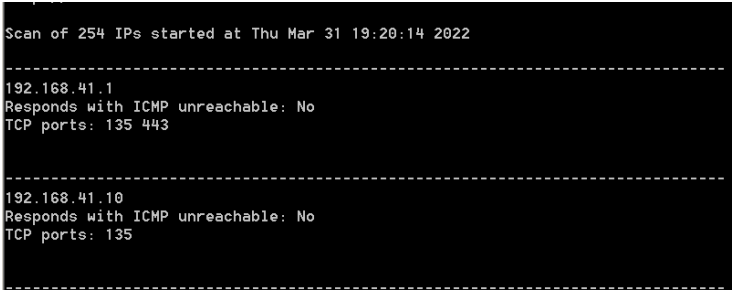 Scan of 254 IPs started at Thu Mar 31 19:20:14 2022
--------------------------------------------------------------------------------
192.168.41.1
Responds with ICMP unreachable: No
TCP ports: 135 443
--------------------------------------------------------------------------------
192.168.41.10
Responds with ICMP unreachable: No
TCP ports: 135
--------------------------------------------------------------------------------